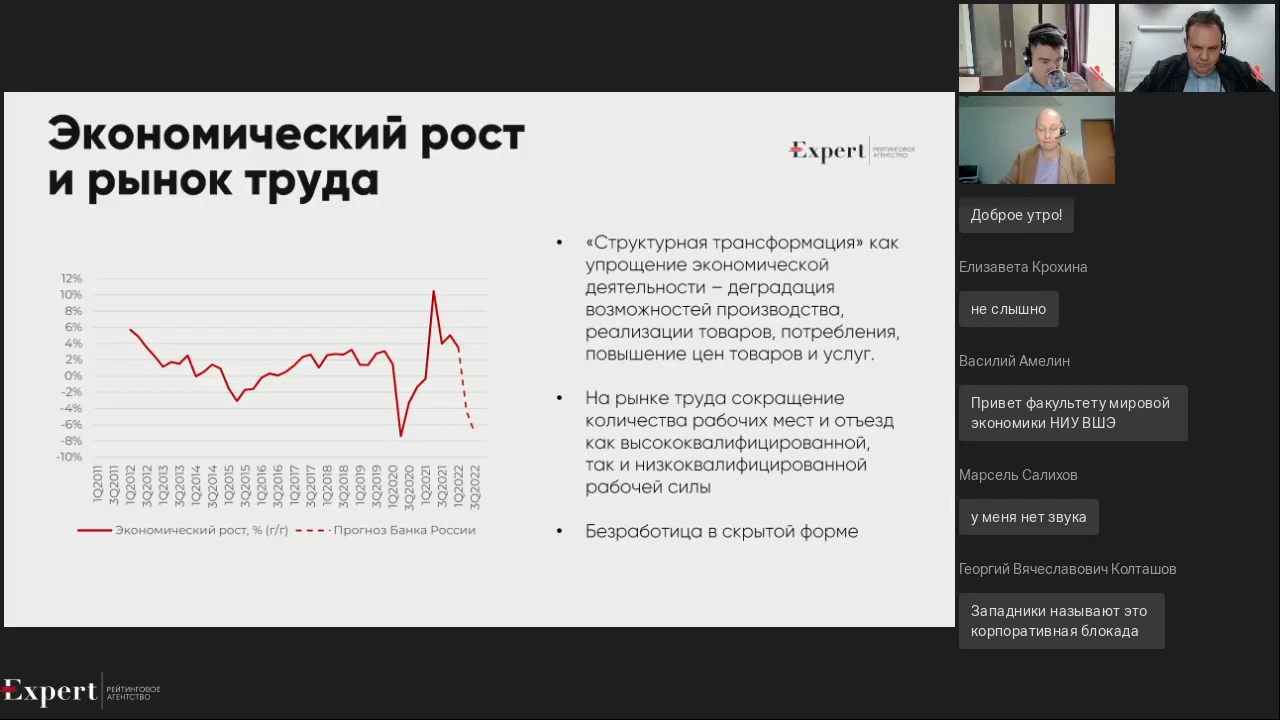 Экономический рост
и рынок труда
Expert
РЕЙТИНГОВОЕ
АГЕНТСТВО
• «Структурная трансформация» как
упрощение экономической
деятельности – деградация
возможностей производства,
реализации товаров, потребления,
повышение цен товаров и услуг.
• На рынке труда сокращение
количества рабочих мест и отъезд
как высококвалифицированной,
так и низкоквалифицированной
рабочей силы
• Безработица в скрытой форме
12%
10%
8%
6%
4%
2%
0%
-2%
-4%
-6%
-8%
-10%
1Q2011
3Q2011
1Q2012
3Q2012
1Q2013
3Q2013
1Q2014
3Q2014
1Q2015
3Q2015
1Q2016
3Q2016
1Q2017
3Q2017
1Q2018
3Q2018
1Q2019
3Q2019
1Q2020
3Q2020
1Q2021
3Q2021
1Q2022
3Q2022
Экономический рост, % (г/г)
Прогноз Банка России
Доброе утро!
Елизавета Крохина
не слышно
Василий Амелин
Привет факультету мировой
экономики НИУ ВШЭ
Марсель Салихов
у меня нет звука
Георгий Вячеславович Колташов
Западники называют это
корпоративная блокада
Expert
РЕЙТИНГОВОЕ
АГЕНТСТВО